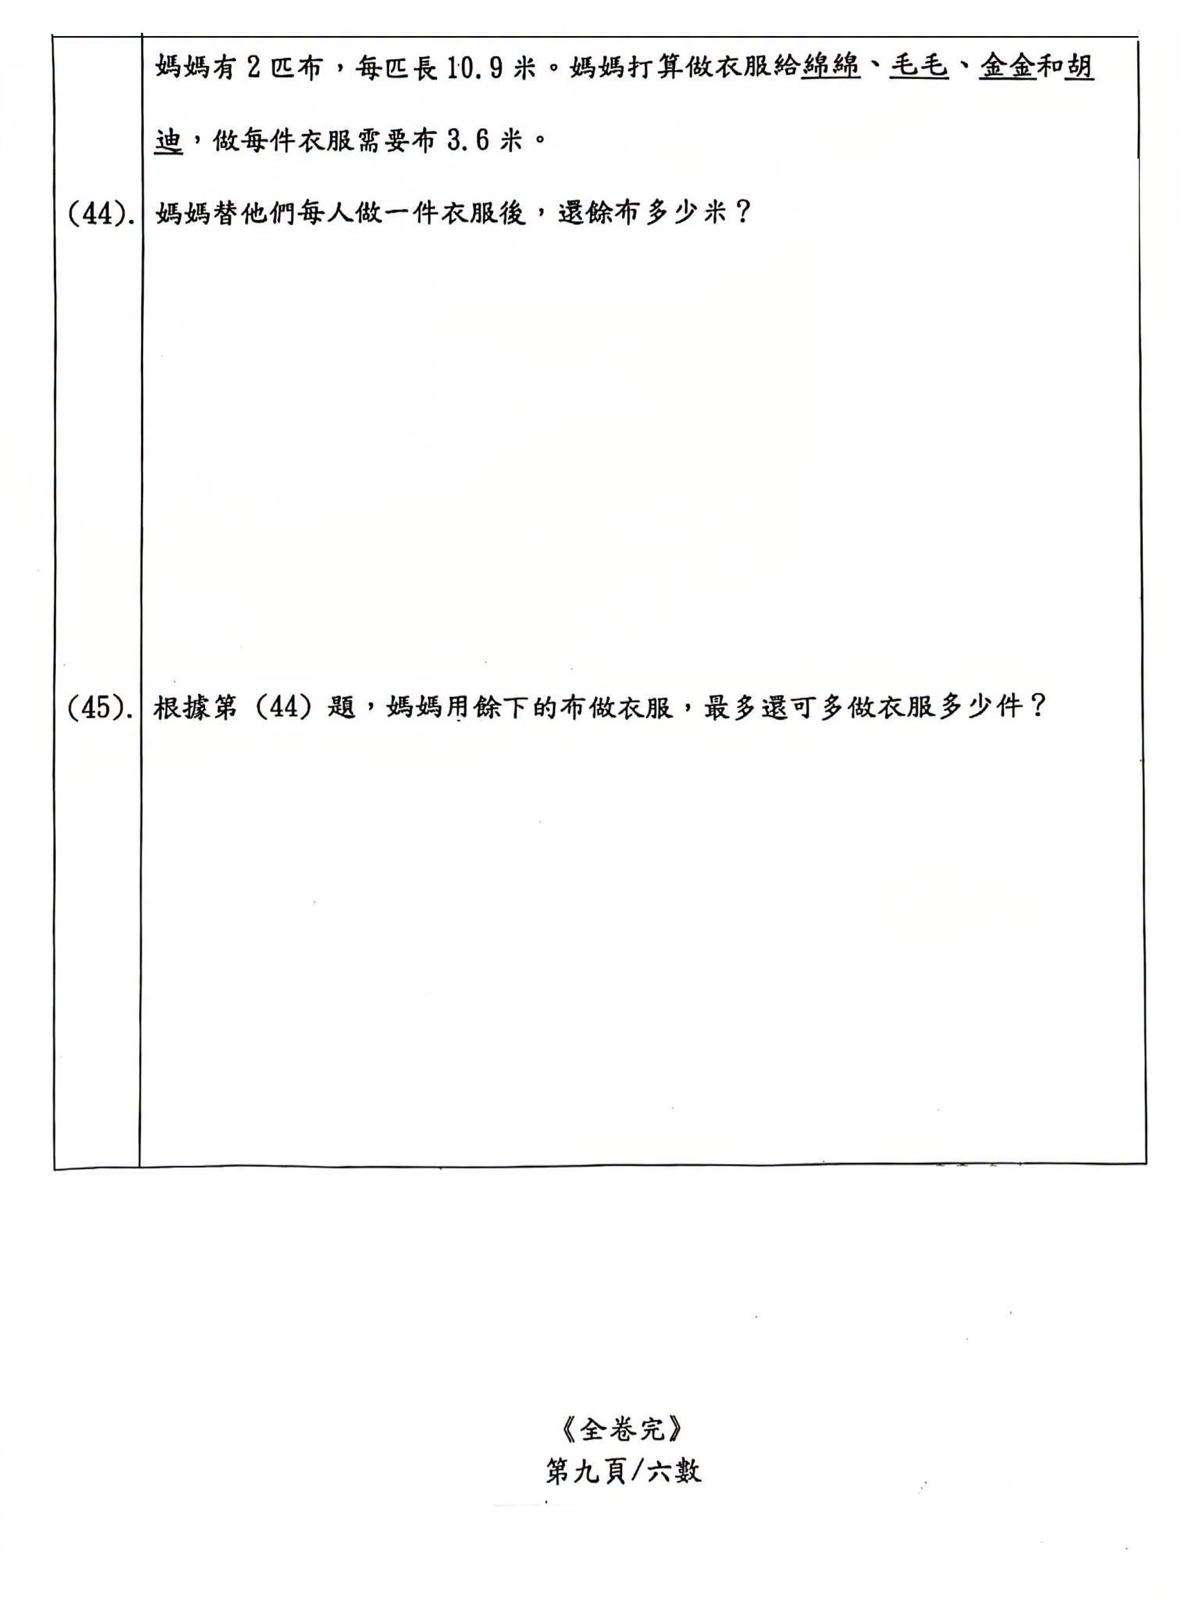 媽媽有 2 匹布，每匹長 10.9 米。媽媽打算做衣服給綿綿、毛毛、金金和胡
迪，做每件衣服需要布 3.6 米。
(44). 媽媽替他們每人做一件衣服後，還餘布多少米？
(45). 根據第 (44) 題，媽媽用餘下的布做衣服，最多還可多做衣服多少件？
《全卷完》
第九頁/六數